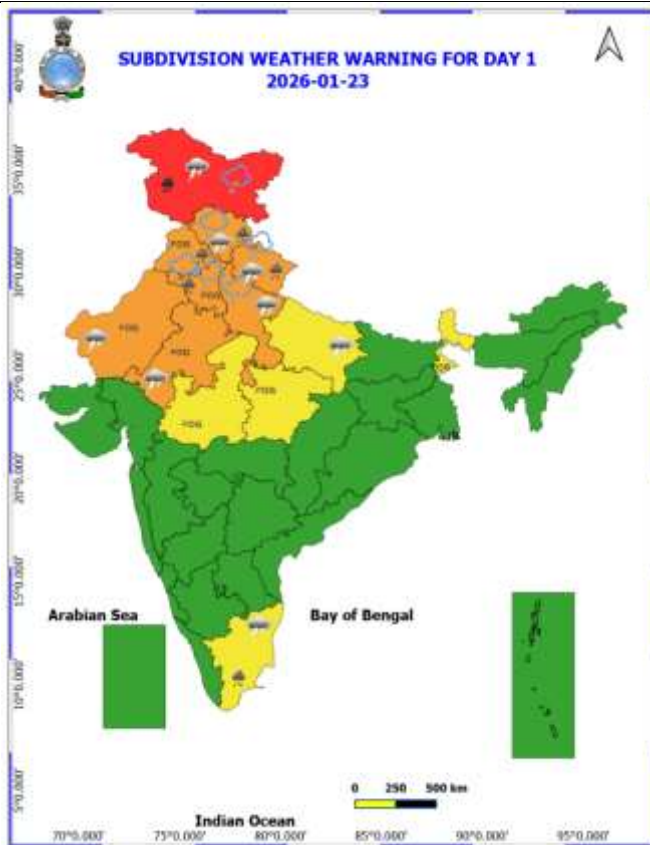 SUBDIVISION WEATHER WARNING FOR DAY 1
2026-01-23
40°0.000'
35°0.000'
30°0.000'
25°0.000'
20°0.000'
15°0.000'
10°0.000'
5°0.000'
FOG
FOG
FOG
FOG
FOG
FOG
Arabian Sea
Bay of Bengal
0 250 500 km
Indian Ocean
70°0.000' 75°0.000' 80°0.000' 85°0.000' 90°0.000' 95°0.000'